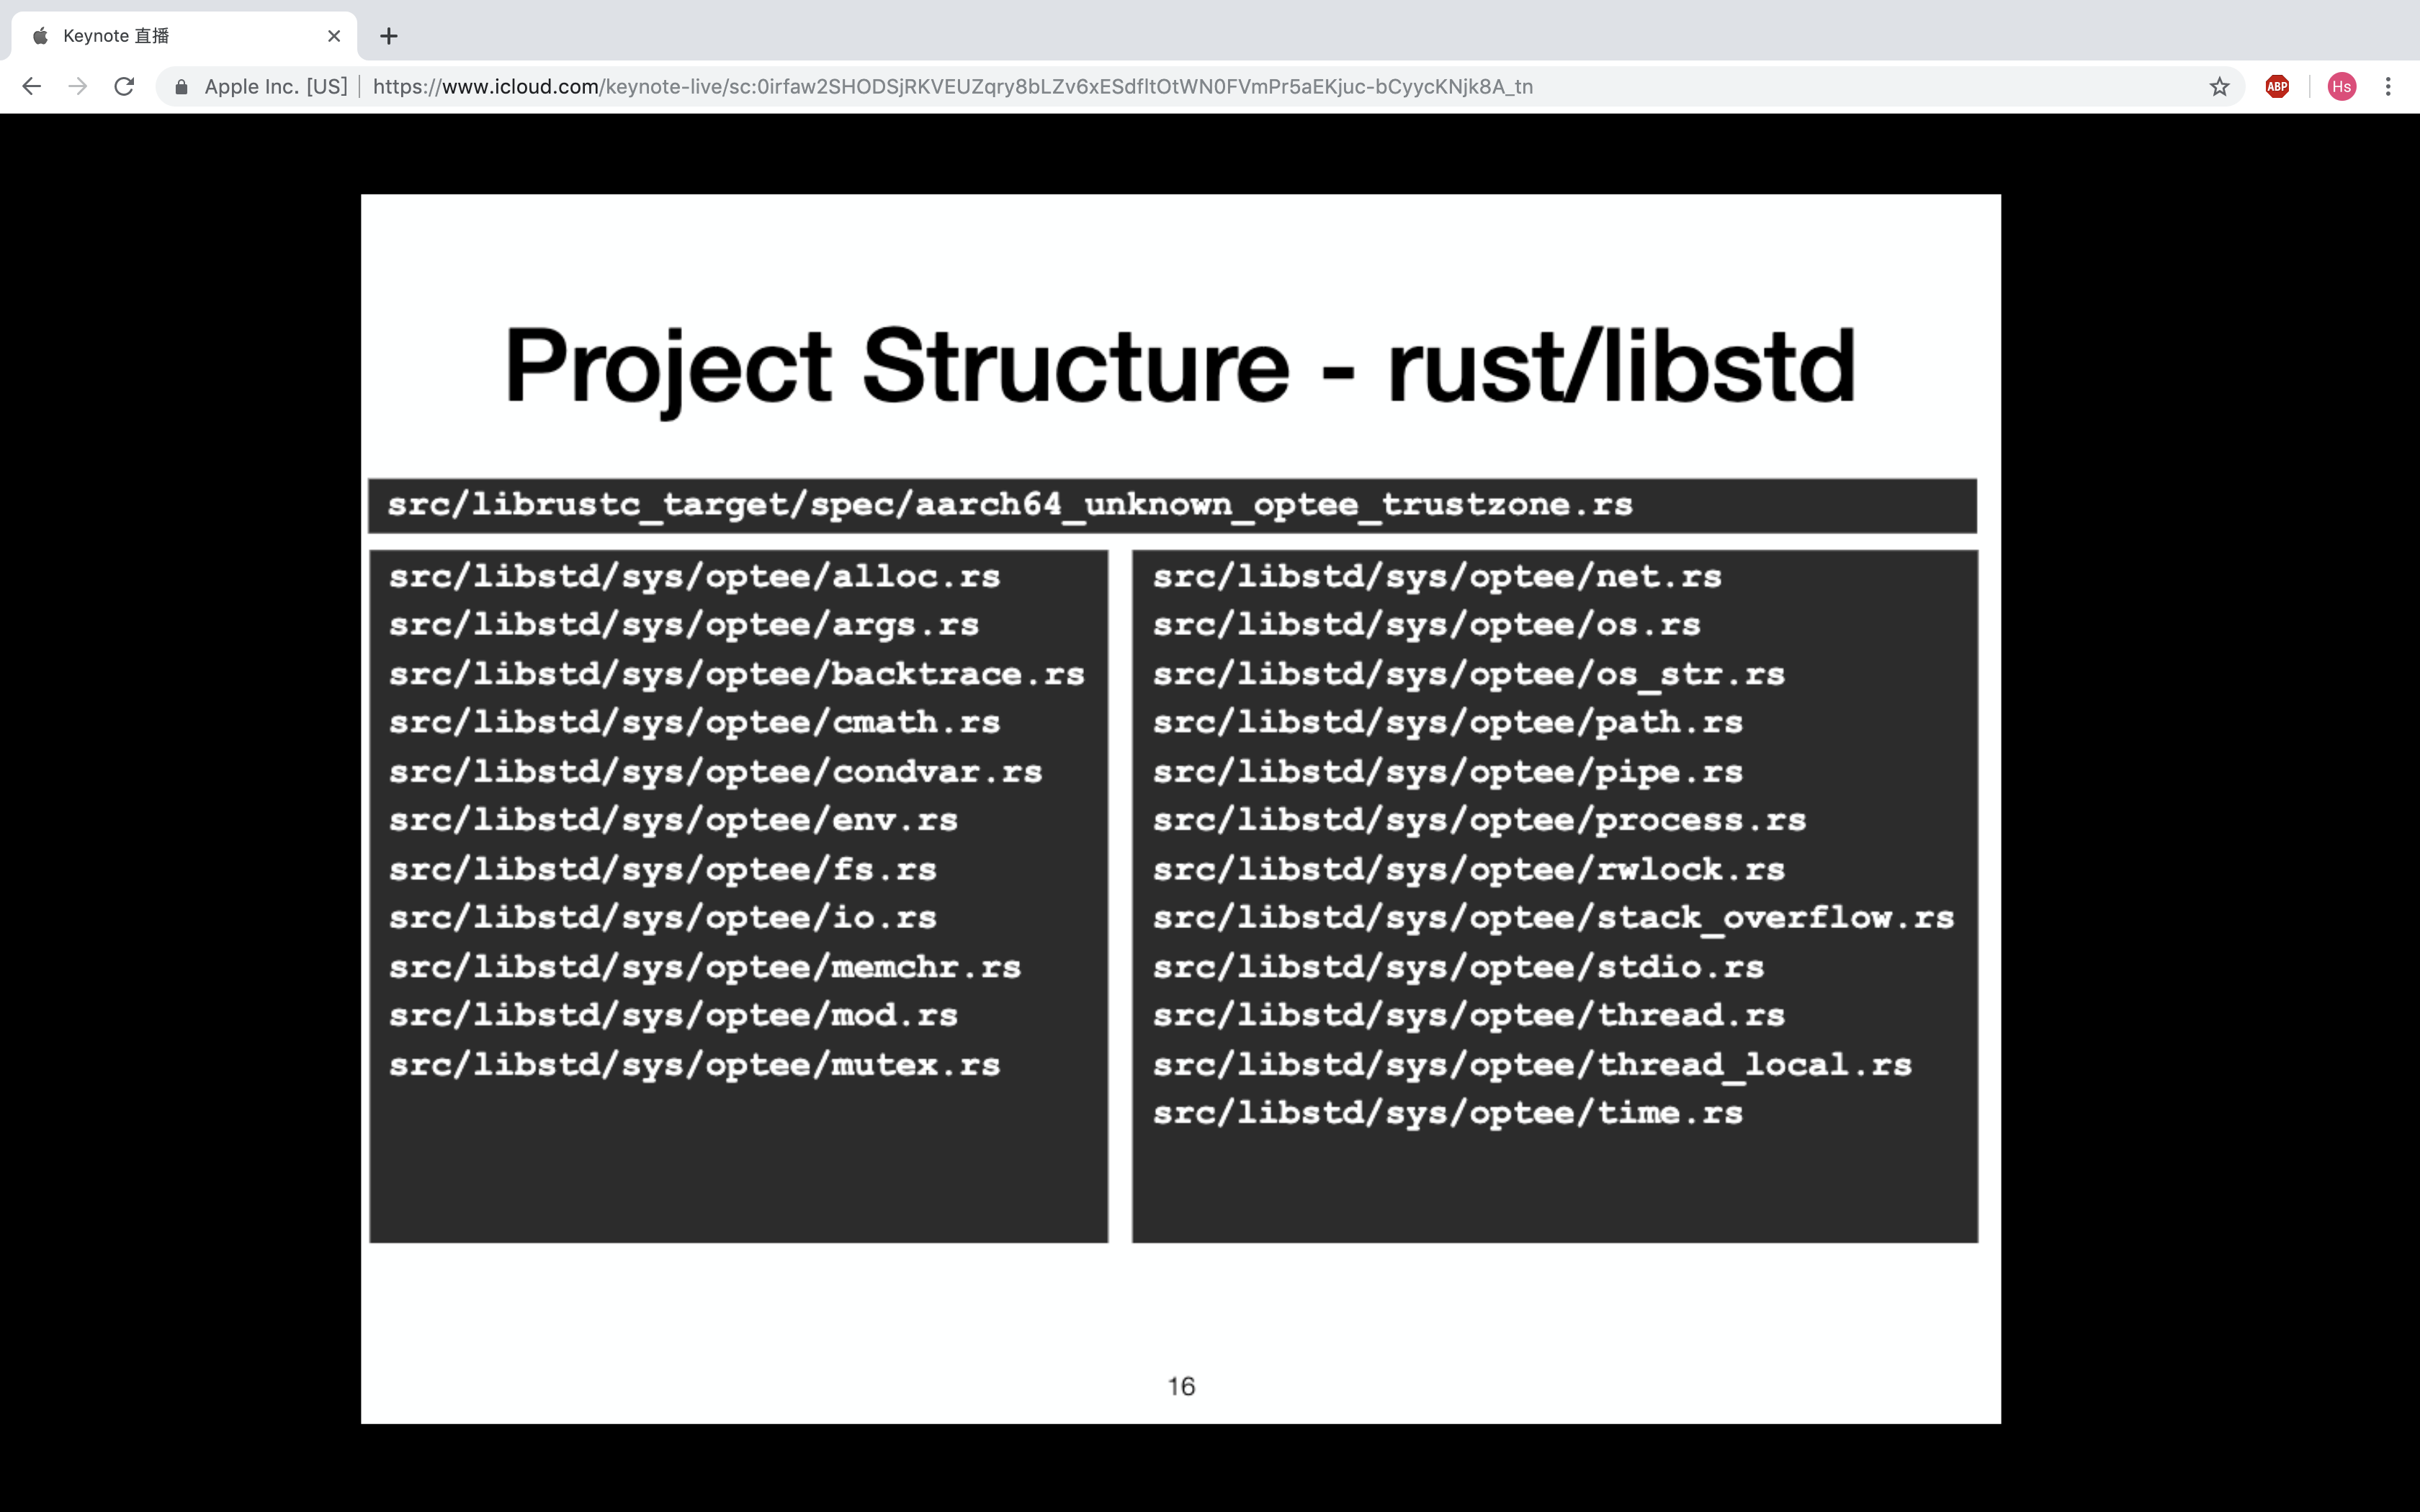 Keynote 直播
Apple Inc. [US] https://www.icloud.com/keynote-live/sc:0irfaw2SHODSjRKVEUZqry8bLZv6xESdfItOtWN0FVmPr5aEKjuc-bCyycKNjk8A_tn
ABP
Hs
Project Structure - rust/libstd
src/librustc_target/spec/aarch64_unknown_optee_trustzone.rs
src/libstd/sys/optee/alloc.rs
src/libstd/sys/optee/args.rs
src/libstd/sys/optee/backtrace.rs
src/libstd/sys/optee/cmath.rs
src/libstd/sys/optee/condvar.rs
src/libstd/sys/optee/env.rs
src/libstd/sys/optee/fs.rs
src/libstd/sys/optee/io.rs
src/libstd/sys/optee/memchr.rs
src/libstd/sys/optee/mod.rs
src/libstd/sys/optee/mutex.rs
src/libstd/sys/optee/net.rs
src/libstd/sys/optee/os.rs
src/libstd/sys/optee/os_str.rs
src/libstd/sys/optee/path.rs
src/libstd/sys/optee/pipe.rs
src/libstd/sys/optee/process.rs
src/libstd/sys/optee/rwlock.rs
src/libstd/sys/optee/stack_overflow.rs
src/libstd/sys/optee/stdio.rs
src/libstd/sys/optee/thread.rs
src/libstd/sys/optee/thread_local.rs
src/libstd/sys/optee/time.rs
16